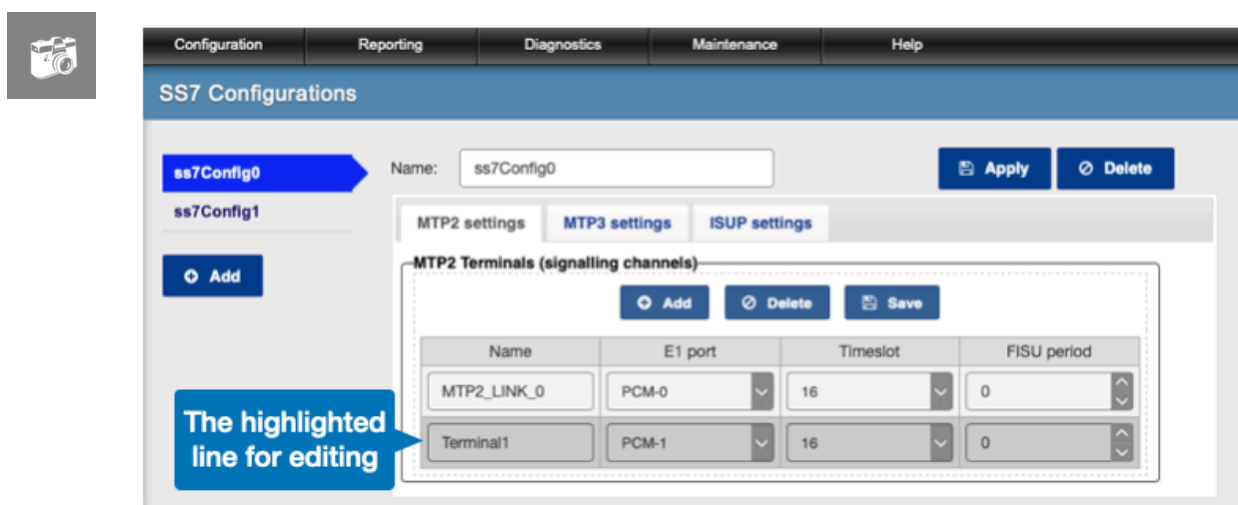 Configuration Reporting Diagnostics Maintenance Help
SS7 Configurations
ss7Config0
ss7Config1
Add
Name: ss7Config0 Apply Delete
MTP2 settings MTP3 settings ISUP settings
MTP2 Terminals (signalling channels)
Add Delete Save
Name E1 port Timeslot FISU period
MTP2_LINK_0 PCM-0 16 0
Terminal1 PCM-1 16 0
The highlighted
line for editing